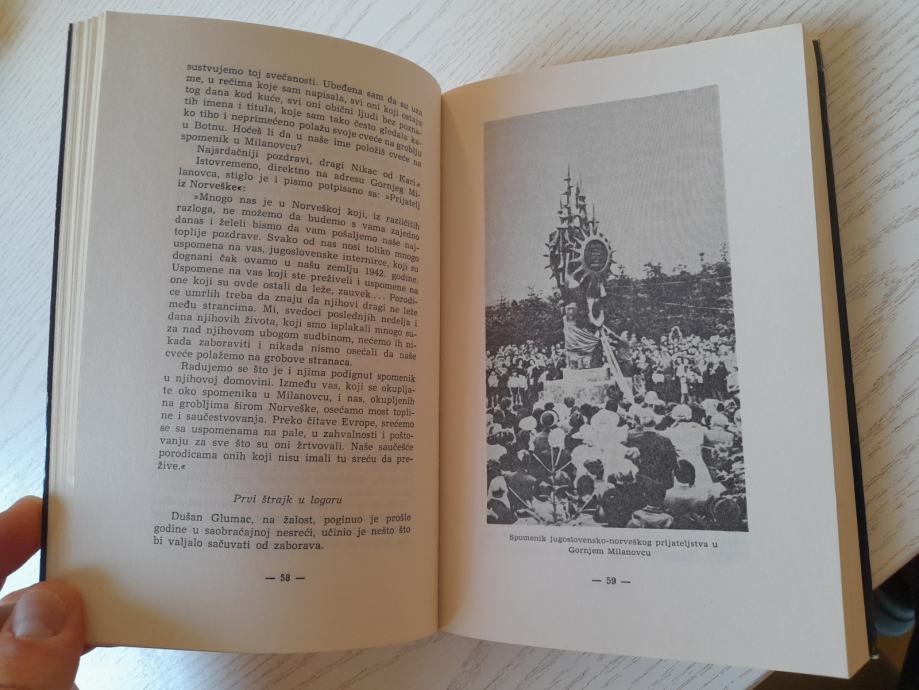 sustvujemo toj svečanosti. Ubeđena sam da su uza
me, u rečima koje sam napisala, svi oni koji ostaju
tog dana kod kuće, svi oni obični ljudi bez pozna-
tih imena i titula, koje sam tako često gledala ka-
ko tiho i neprimećeno polažu svoje cveće na groblju
u Botnu. Hoćeš li da u naše ime položiš cveće na
spomenik u Milanovcu?
Najsrdačniji pozdravi, dragi Nikac od Kari.«
Istovremeno, direktno na adresu Gornjeg Mi-
lanovca, stiglo je i pismo potpisano sa: »Prijatelj
iz Norveške«:
»Mnogo nas je u Norveškoj koji, iz različitih
razloga, ne možemo da budemo s vama zajedno
danas i želeli bismo da vam pošaljemo naše naj-
toplije pozdrave. Svako od nas nosi toliko mnogo
uspomena na vas, jugoslovenske internirce, koji su
dognani čak ovamo u našu zemlju 1942. godine.
Uspomene na vas koji ste preživeli i uspomene na
one koji su ovde ostali da leže, zauvek... Porodi-
ce umrlih treba da znaju da njihovi dragi ne leže
među strancima. Mi, svedoci poslednjih nedelja i
dana njihovih života, koji smo isplakali mnogo su-
za nad njihovom ubogom sudbinom, nećemo ih ni-
kada zaboraviti i nikada nismo osećali da naše
cveće polažemo na grobove stranaca.
Radujemo se što je i njima podignut spomenik
u njihovoj domovini. Između vas, koji se okuplja-
te oko spomenika u Milanovcu, i nas, okupljenih
na grobljima širom Norveške, osećamo most topli-
ne i saučestvovanja. Preko čitave Evrope, srećemo
se sa uspomenama na pale, u zahvalnosti i pošto-
vanju za sve što su oni žrtvovali. Naše saučešće
porodicama onih koji nisu imali tu sreću da pre-
žive.«
Prvi štrajk u logoru
Dušan Glumac, na žalost, poginuo je prošle
godine u saobraćajnoj nesreći, učinio je nešto što
bi valjalo sačuvati od zaborava.
— 58 —
Spomenik jugoslovensko-norveškog prijateljstva u
Gornjem Milanovcu
— 59 —